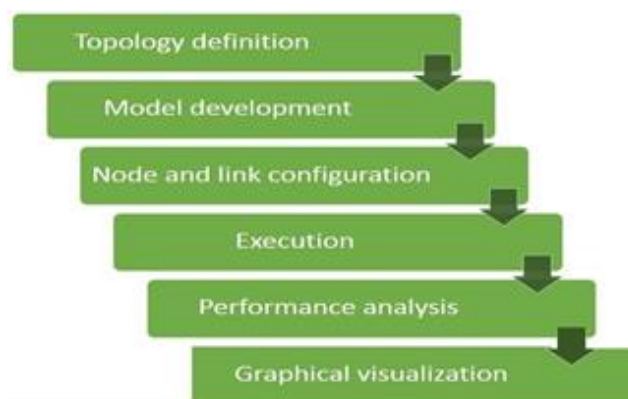 Topology definition
Model development
Node and link configuration
Execution
Performance analysis
Graphical visualization